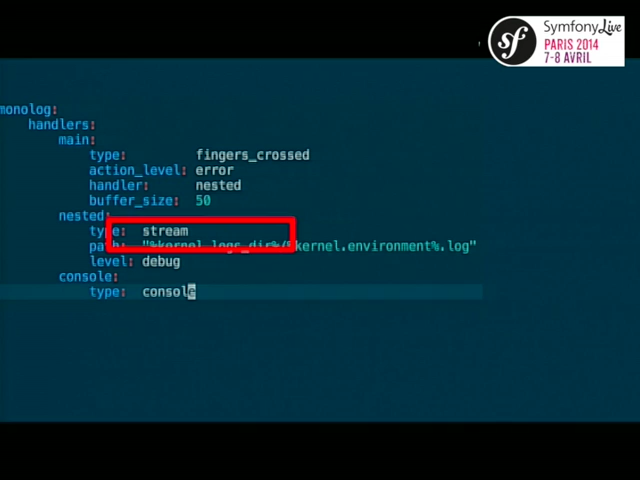 SymfonyLive
PARIS 2014
7-8 AVRIL
sf
monolog:
handlers:
main:
type: fingers_crossed
action_level: error
handler: nested
buffer_size: 50
nested:
type: stream
path: "%kernel.logs_dir%/%kernel.environment%.log"
level: debug
console:
type: console